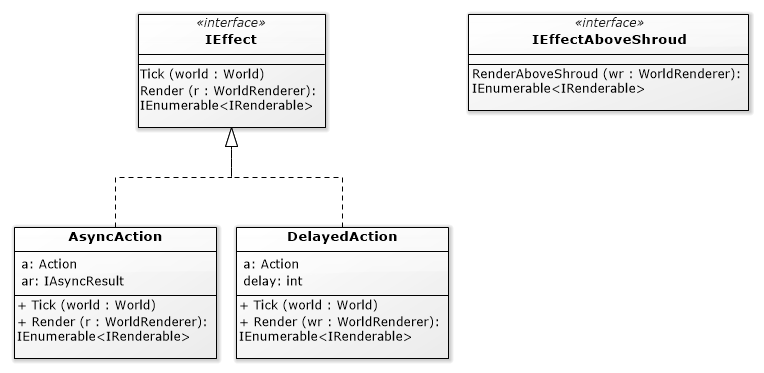 «interface»
IEffect
Tick (world : World)
Render (r : WorldRenderer):
IEnumerable<IRenderable>
«interface»
IEffectAboveShroud
RenderAboveShroud (wr : WorldRenderer):
IEnumerable<IRenderable>
AsyncAction
a: Action
ar: IAsyncResult
+ Tick (world : World)
+ Render (r : WorldRenderer):
IEnumerable<IRenderable>
DelayedAction
a: Action
delay: int
+ Tick (world : World)
+ Render (wr : WorldRenderer):
IEnumerable<IRenderable>